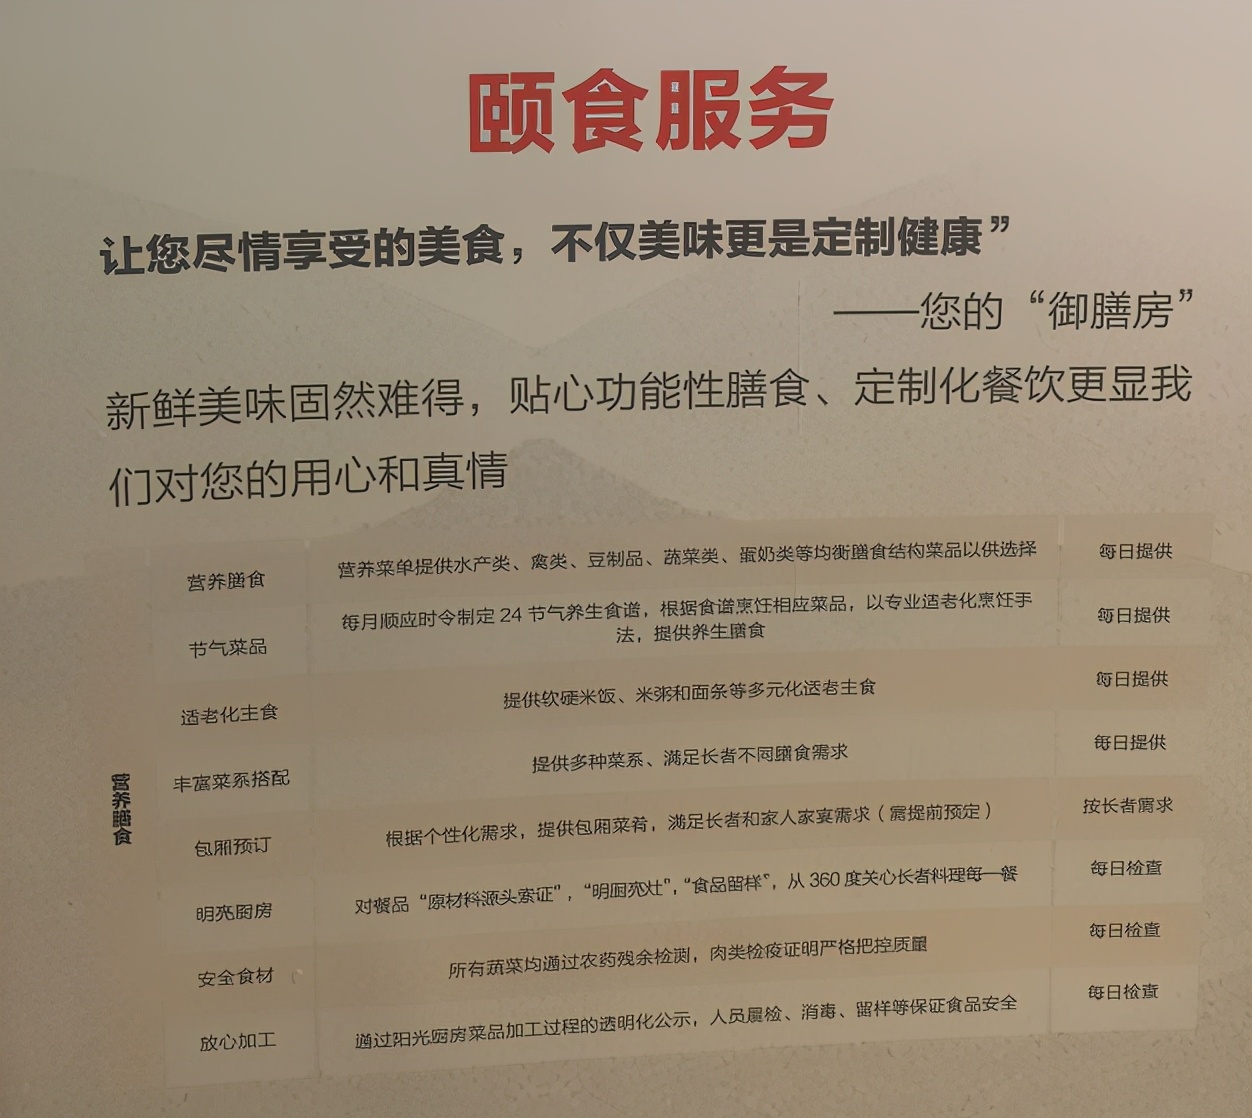 颐食服务
让您尽情享受的美食，不仅美味更是定制健康”
——您的“御膳房”
新鲜美味固然难得，贴心功能性膳食、定制化餐饮更显我
们对您的用心和真情
营养膳食
营养膳食 营养菜单提供水产类、禽类、豆制品、蔬菜类、蛋奶类等均衡膳食结构菜品以供选择 每日提供
节气菜品 每月顺应时令制定 24 节气养生食谱，根据食谱烹饪相应菜品，以专业适老化烹饪手 每日提供
法，提供养生膳食
适老化主食 提供软硬米饭、米粥和面条等多元化适老主食 每日提供
丰富菜系搭配 提供多种菜系、满足长者不同膳食需求 每日提供
包厢预订 根据个性化需求，提供包厢菜肴，满足长者和家人家宴需求（需提前预定） 按长者需求
明亮厨房 对餐品“原材料源头索证”，“明厨亮灶”，“食品留样”，从 360 度关心长者料理每一餐 每日检查
安全食材 所有蔬菜均通过农药残余检测，肉类检疫证明严格把控质量 每日检查
放心加工 通过阳光厨房菜品加工过程的透明化公示，人员晨检、消毒、留样等保证食品安全 每日检查